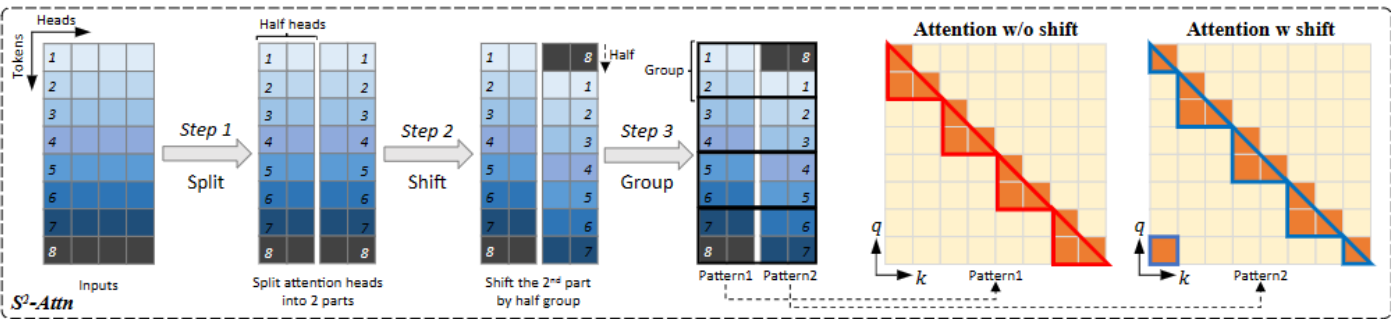 Heads
Tokens
1
2
3
4
5
6
7
8
Inputs
S²-Attn
Step 1
Split
Half heads
1 1
2 2
3 3
4 4
5 5
6 6
7 7
8 8
Split attention heads
into 2 parts
Step 2
Shift
1 8
2 1
3 2
4 3
5 4
6 5
7 6
8 7
Half
Shift the 2nd part
by half group
Step 3
Group
Group
1 8
2 1
3 2
4 3
5 4
6 5
7 6
8 7
Pattern1 Pattern2
Attention w/o shift
q
k
Pattern1
Attention w shift
q
k
Pattern2